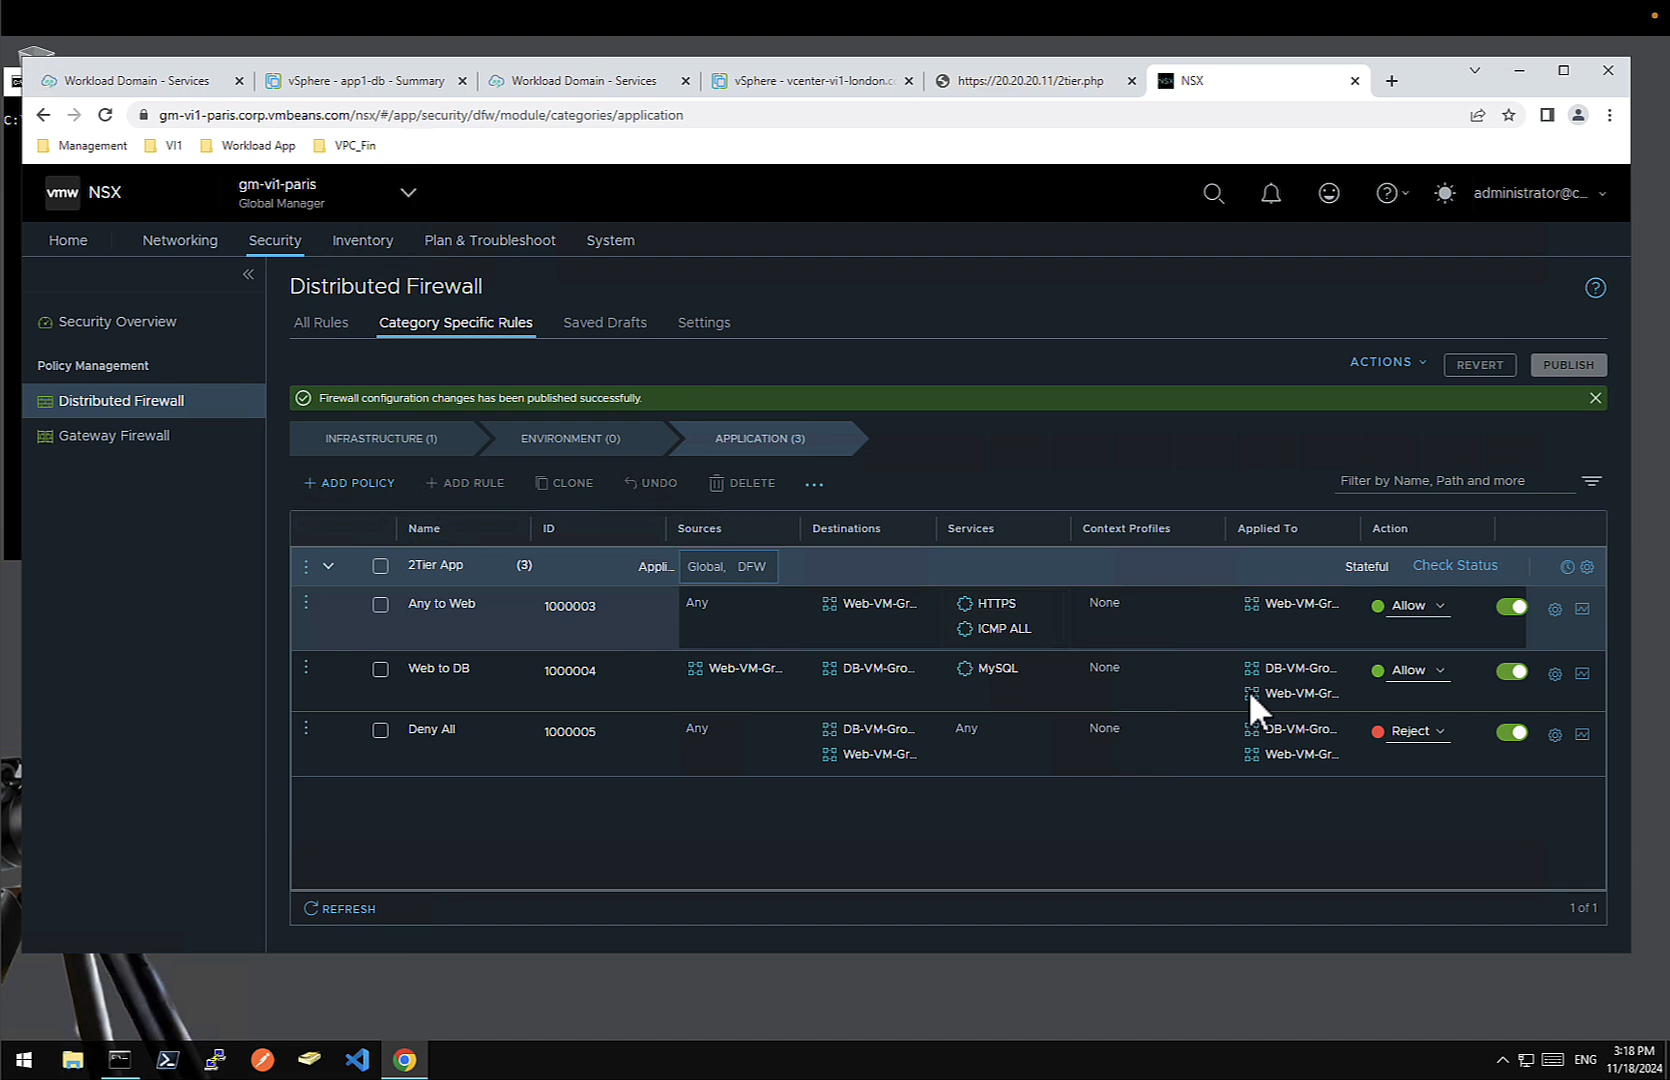 Workload Domain - Services
vSphere - app1-db - Summary
Workload Domain - Services
vSphere - vcenter-vi1-london.cc
https://20.20.20.11/2tier.php
NSX
gm-vi1-paris.corp.vmbeans.com/nsx/#/app/security/dfw/module/categories/application
Management
VI1
Workload App
VPC_Fin
vmw NSX
gm-vi1-paris
Global Manager
administrator@c...
Home
Networking
Security
Inventory
Plan & Troubleshoot
System
Security Overview
Policy Management
Distributed Firewall
Gateway Firewall
Distributed Firewall
All Rules
Category Specific Rules
Saved Drafts
Settings
ACTIONS
REVERT
PUBLISH
Firewall configuration changes has been published successfully.
INFRASTRUCTURE (1)
ENVIRONMENT (0)
APPLICATION (3)
+ ADD POLICY
+ ADD RULE
CLONE
UNDO
DELETE
...
Filter by Name, Path and more
Name
ID
Sources
Destinations
Services
Context Profiles
Applied To
Action
2Tier App
(3)
Appli...
Global, DFW
Stateful
Check Status
Any to Web
1000003
Any
Web-VM-Gr...
HTTPS
ICMP ALL
None
Web-VM-Gr...
Allow
Web to DB
1000004
Web-VM-Gr...
DB-VM-Gro...
MySQL
None
DB-VM-Gro...
Web-VM-Gr...
Allow
Deny All
1000005
Any
DB-VM-Gro...
Web-VM-Gr...
Any
None
DB-VM-Gro...
Web-VM-Gr...
Reject
REFRESH
1 of 1
ENG
3:18 PM
11/18/2024